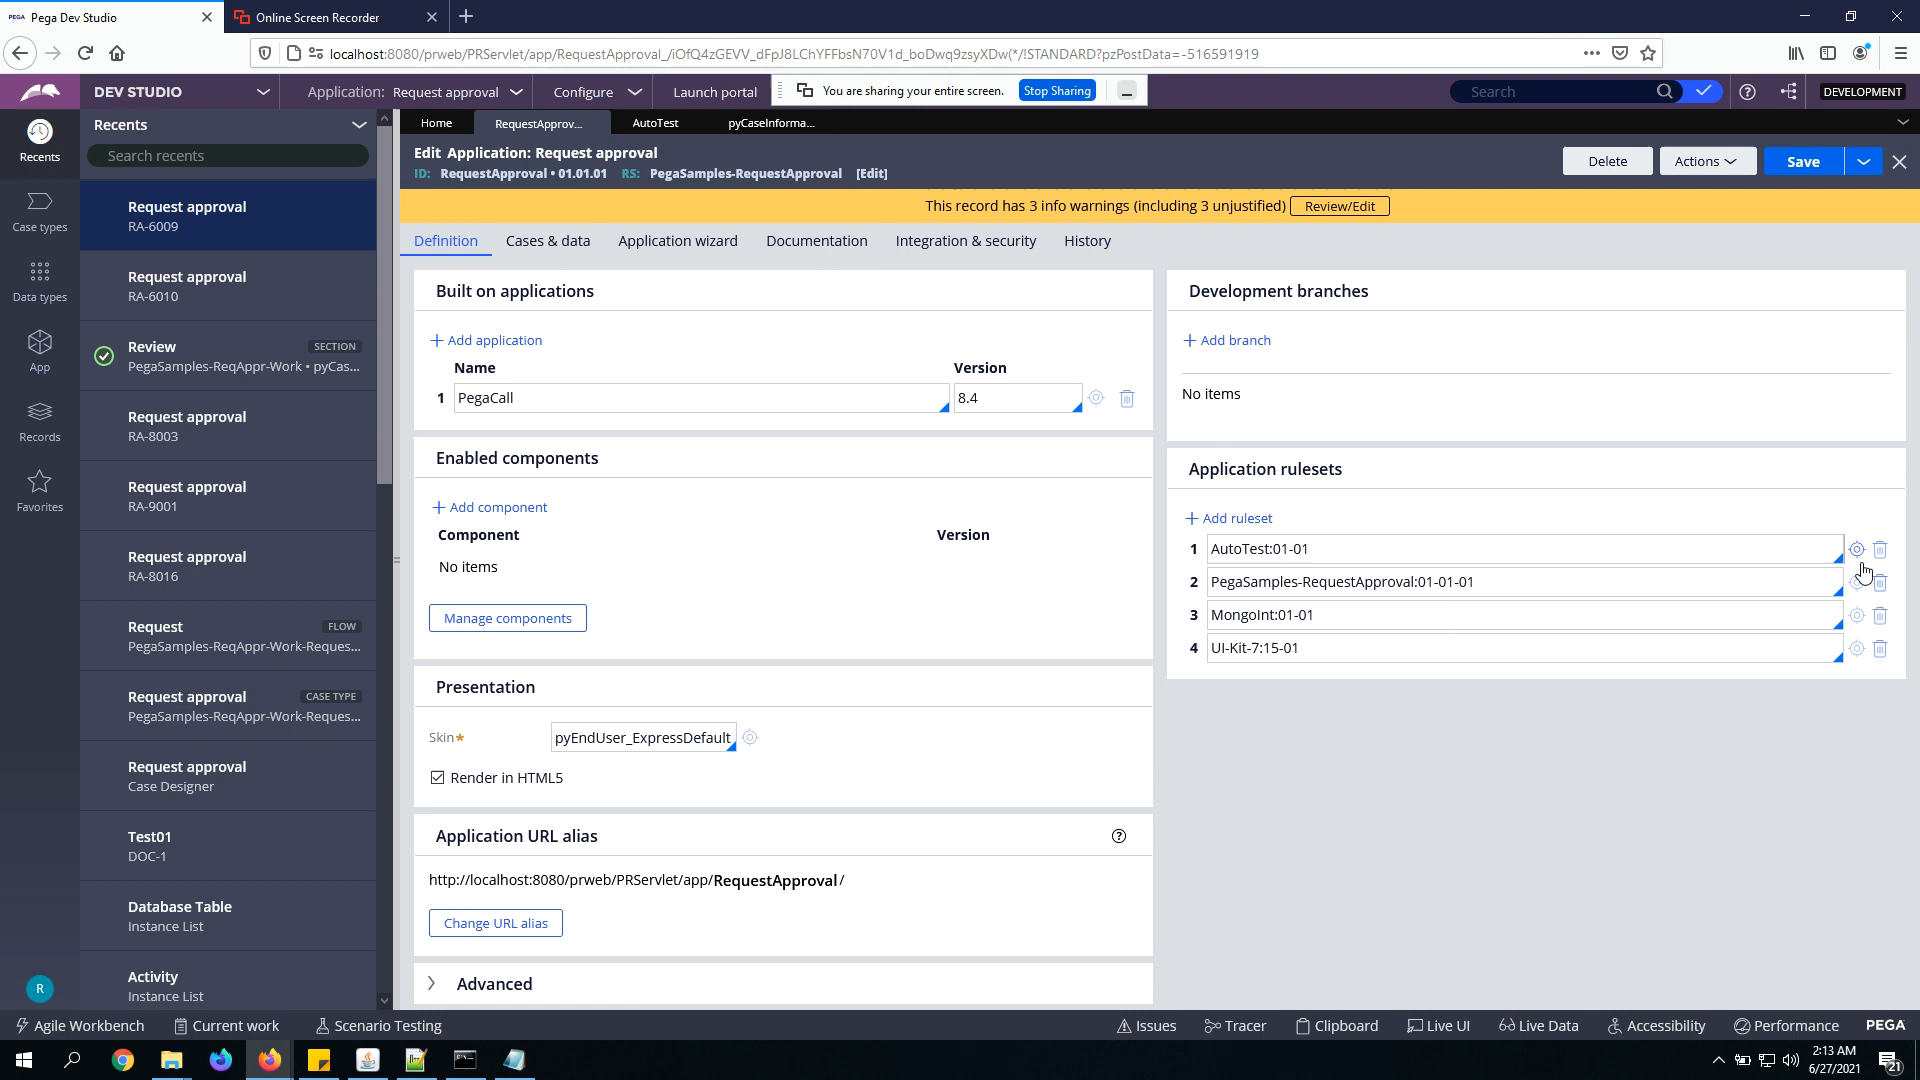 PEGA Pega Dev Studio
Online Screen Recorder
localhost:8080/prweb/PRServlet/app/RequestApproval_/iOfQ4zGEVV_dFpJ8LChYFFbsN70V1d_boDwq9zsyXDw(*/!STANDARD?pzPostData=-516591919
DEV STUDIO
Application: Request approval
Configure
Launch portal
You are sharing your entire screen.
Stop Sharing
Search
DEVELOPMENT
Recents
Case types
Data types
App
Records
Favorites
R
Recents
Search recents
Request approval
RA-6009
Request approval
RA-6010
Review SECTION
PegaSamples-ReqAppr-Work • pyCas...
Request approval
RA-8003
Request approval
RA-9001
Request approval
RA-8016
Request FLOW
PegaSamples-ReqAppr-Work-Reques...
Request approval CASE TYPE
PegaSamples-ReqAppr-Work-Reques...
Request approval
Case Designer
Test01
DOC-1
Database Table
Instance List
Activity
Instance List
Home
RequestApprov...
AutoTest
pyCaseInforma...
Edit Application: Request approval
ID: RequestApproval • 01.01.01 RS: PegaSamples-RequestApproval [Edit]
Delete
Actions
Save
This record has 3 info warnings (including 3 unjustified) Review/Edit
Definition
Cases & data
Application wizard
Documentation
Integration & security
History
Built on applications
Add application
Name Version
1 PegaCall 8.4
Enabled components
Add component
Component Version
No items
Manage components
Presentation
Skin★ pyEndUser_ExpressDefault
Render in HTML5
Application URL alias
http://localhost:8080/prweb/PRServlet/app/RequestApproval/
Change URL alias
Advanced
Development branches
Add branch
No items
Application rulesets
Add ruleset
1 AutoTest:01-01
2 PegaSamples-RequestApproval:01-01-01
3 MongoInt:01-01
4 UI-Kit-7:15-01
Agile Workbench
Current work
Scenario Testing
Issues
Tracer
Clipboard
Live UI
Live Data
Accessibility
Performance
PEGA
2:13 AM
6/27/2021
21